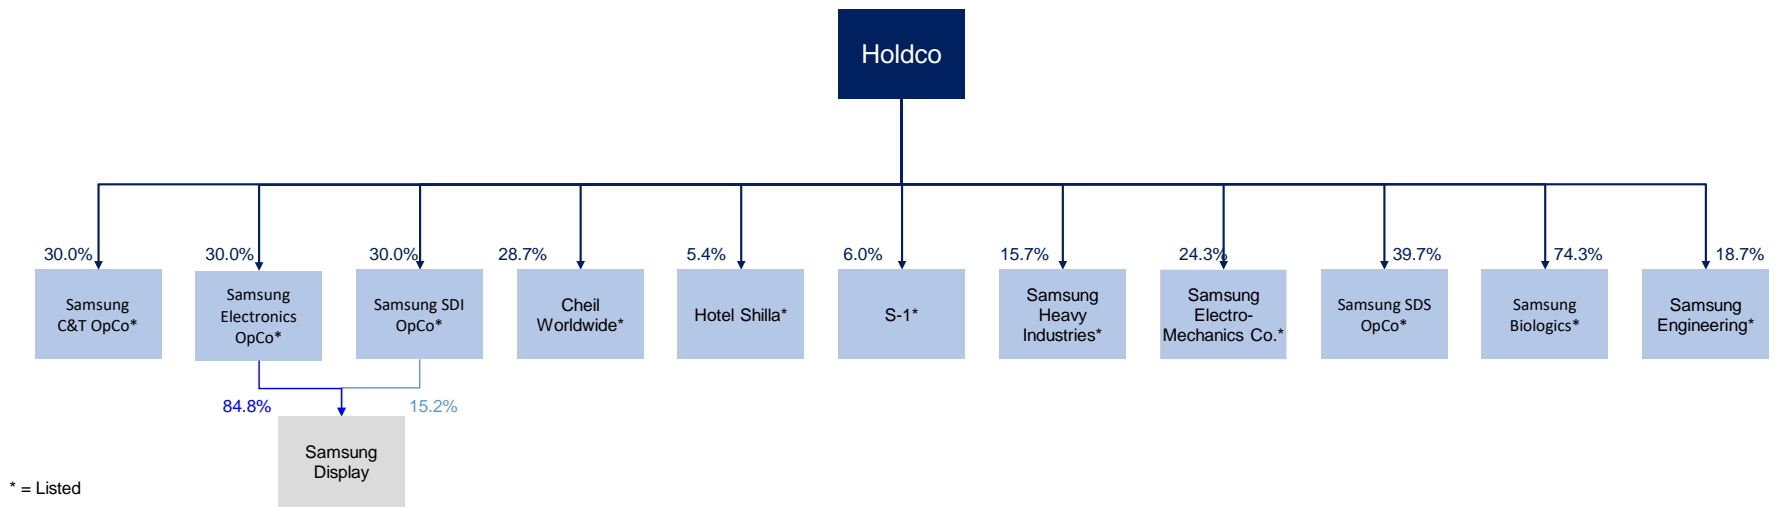 Holdco
30.0%
30.0%
30.0%
28.7%
5.4%
6.0%
15.7%
24.3%
39.7%
74.3%
18.7%
Samsung
C&T OpCo*
Samsung
Electronics
OpCo*
Samsung SDI
OpCo*
Cheil
Worldwide*
Hotel Shilla*
S-1*
Samsung
Heavy
Industries*
Samsung
Electro-
Mechanics Co.*
Samsung SDS
OpCo*
Samsung
Biologics*
Samsung
Engineering*
84.8%
15.2%
Samsung
Display
* = Listed